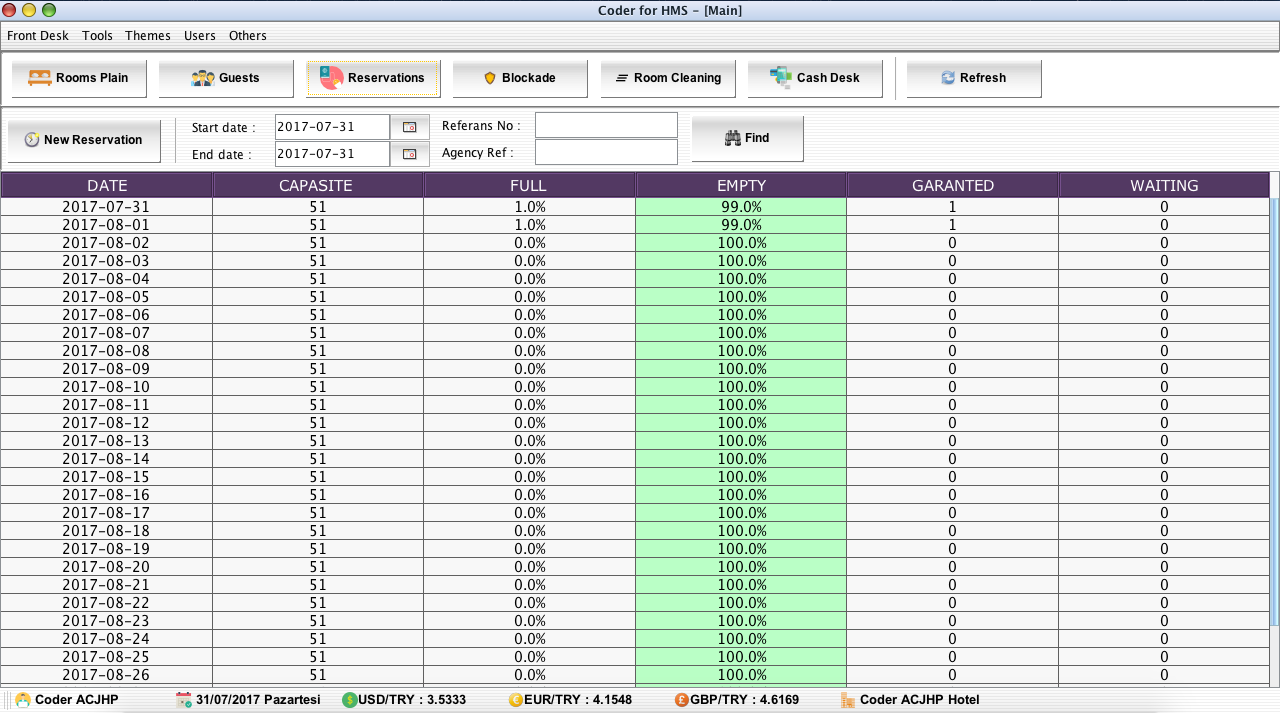 Coder for HMS - [Main]
Front Desk Tools Themes Users Others
Rooms Plain Guests Reservations Blockade Room Cleaning Cash Desk Refresh
New Reservation Start date : 2017-07-31 Referans No : Find
End date : 2017-07-31 Agency Ref :
DATE CAPASITE FULL EMPTY GARANTED WAITING
2017-07-31 51 1.0% 99.0% 1 0
2017-08-01 51 1.0% 99.0% 1 0
2017-08-02 51 0.0% 100.0% 0 0
2017-08-03 51 0.0% 100.0% 0 0
2017-08-04 51 0.0% 100.0% 0 0
2017-08-05 51 0.0% 100.0% 0 0
2017-08-06 51 0.0% 100.0% 0 0
2017-08-07 51 0.0% 100.0% 0 0
2017-08-08 51 0.0% 100.0% 0 0
2017-08-09 51 0.0% 100.0% 0 0
2017-08-10 51 0.0% 100.0% 0 0
2017-08-11 51 0.0% 100.0% 0 0
2017-08-12 51 0.0% 100.0% 0 0
2017-08-13 51 0.0% 100.0% 0 0
2017-08-14 51 0.0% 100.0% 0 0
2017-08-15 51 0.0% 100.0% 0 0
2017-08-16 51 0.0% 100.0% 0 0
2017-08-17 51 0.0% 100.0% 0 0
2017-08-18 51 0.0% 100.0% 0 0
2017-08-19 51 0.0% 100.0% 0 0
2017-08-20 51 0.0% 100.0% 0 0
2017-08-21 51 0.0% 100.0% 0 0
2017-08-22 51 0.0% 100.0% 0 0
2017-08-23 51 0.0% 100.0% 0 0
2017-08-24 51 0.0% 100.0% 0 0
2017-08-25 51 0.0% 100.0% 0 0
2017-08-26 51 0.0% 100.0% 0 0
Coder ACJHP 31/07/2017 Pazartesi USD/TRY : 3.5333 EUR/TRY : 4.1548 GBP/TRY : 4.6169 Coder ACJHP Hotel